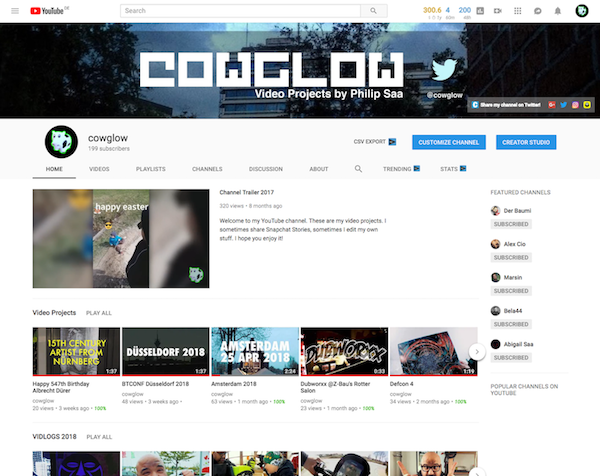 YouTube DE
Search
300.6 4 200
COWGLOW
Video Projects by Philip Saa
@cowglow
Share my channel on Twitter!
cowglow
199 subscribers
CSV EXPORT
CUSTOMIZE CHANNEL
CREATOR STUDIO
HOME VIDEOS PLAYLISTS CHANNELS DISCUSSION ABOUT TRENDING STATS
happy easter
Channel Trailer 2017
320 views • 8 months ago
Welcome to my YouTube channel. These are my video projects. I
sometimes share Snapchat Stories, sometimes I edit my own
stuff. I hope you enjoy it!
FEATURED CHANNELS
Der Baumi
SUBSCRIBED
Alex Cio
SUBSCRIBED
Marsin
SUBSCRIBED
Bela44
SUBSCRIBED
Abigail Saa
SUBSCRIBED
POPULAR CHANNELS ON
YOUTUBE
Video Projects PLAY ALL
15TH CENTURY
ARTIST FROM
NÜRNBERG
1:37
Happy 547th Birthday
Albrecht Dürer
cowglow
20 views • 3 weeks ago • 100%
DÜSSELDORF 2018
1:37
BTCONF Düsseldorf 2018
cowglow
48 views • 3 weeks ago
AMSTERDAM
25 APR 2018
2:24
Amsterdam 2018
cowglow
63 views • 1 month ago • 100%
DUBWORXX
0:33
Dubworxx @Z-Bau's Rotter
Salon
cowglow
23 views • 1 month ago • 100%
1:19
Defcon 4
cowglow
34 views • 2 months ago • 100%
VIDLOGS 2018 PLAY ALL